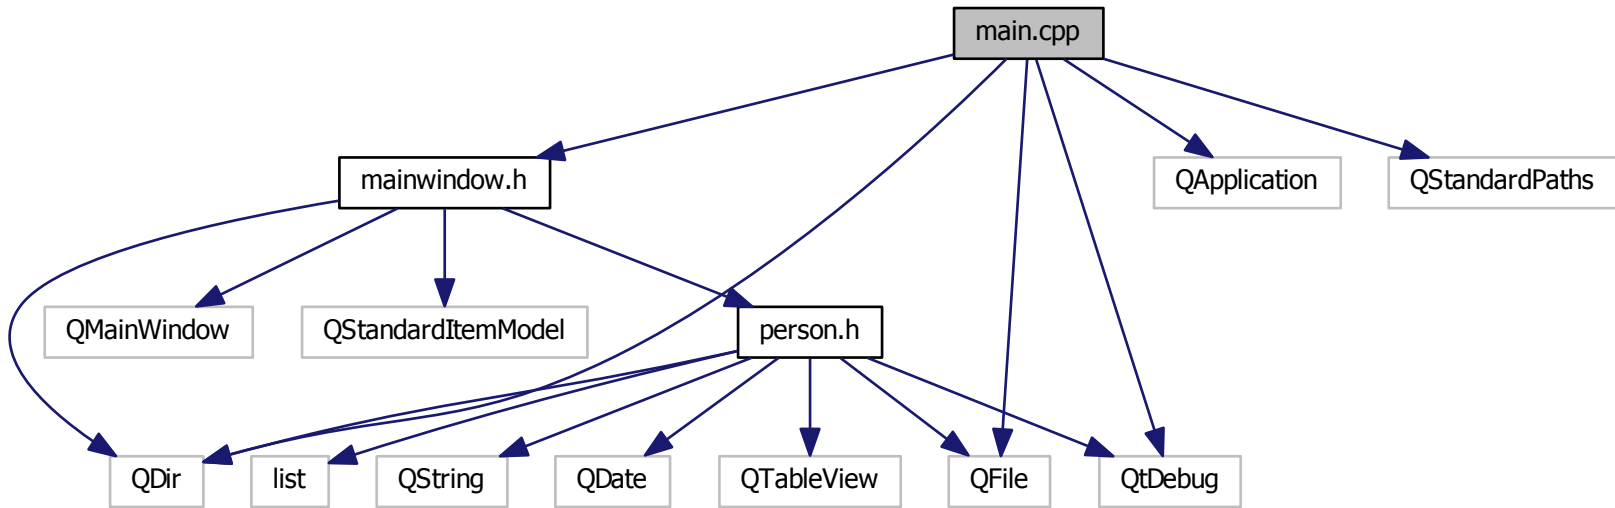 main.cpp
mainwindow.h
QApplication
QStandardPaths
QMainWindow
QStandardItemModel
person.h
QDir
list
QString
QDate
QTableView
QFile
QtDebug